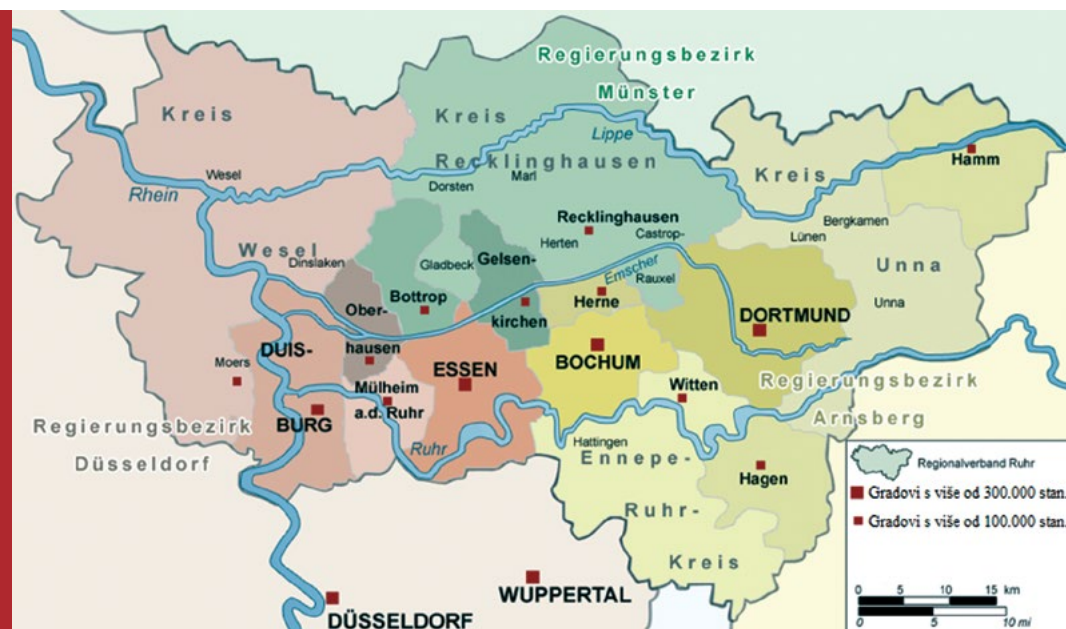 Regierungsbezirk
Münster
Kreis
Kreis
Lippe
Recklinghausen
Hamm
Wesel
Marl
Kreis
Rhein
Dorsten
Recklinghausen
Bergkamen
Castrop-
Lünen
Wesel
Herten
Gelsen-
Dinslaken
Gladbeck
Unna
Emscher
Rauxel
Bottrop
Ober-
Herne
Unna
kirchen
DORTMUND
DUIS-
hausen
BOCHUM
Moers
ESSEN
Mülheim
a.d. Ruhr
Witten
Regierungsbezirk
Arnsberg
BURG
Regierungsbezirk
Düsseldorf
Ruhr
Hattingen
Ennepe-
Hagen
Ruhr-
Kreis
WUPPERTAL
DÜSSELDORF
Regionalverband Ruhr
Gradovi s više od 300.000 stan.
Gradovi s više od 100.000 stan.
0 5 10 15 km
0 5 10 mi